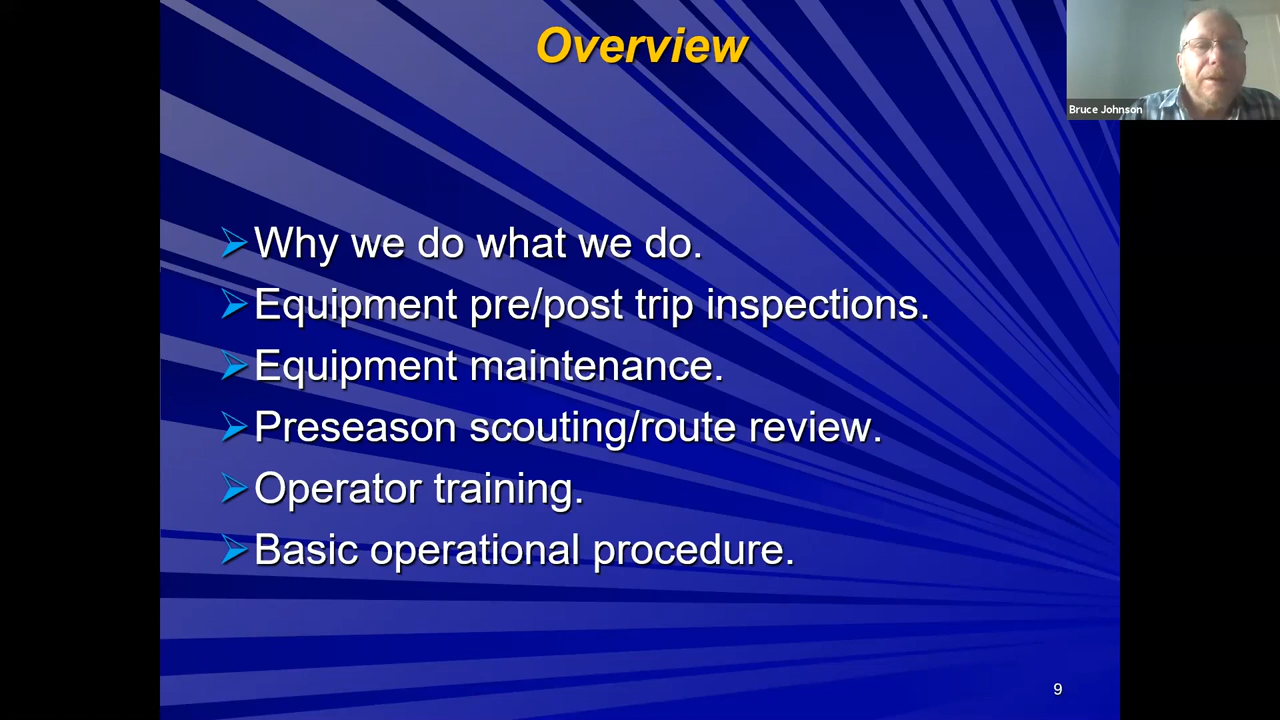 Overview
Bruce Johnson
Why we do what we do.
Equipment pre/post trip inspections.
Equipment maintenance.
Preseason scouting/route review.
Operator training.
Basic operational procedure.
9